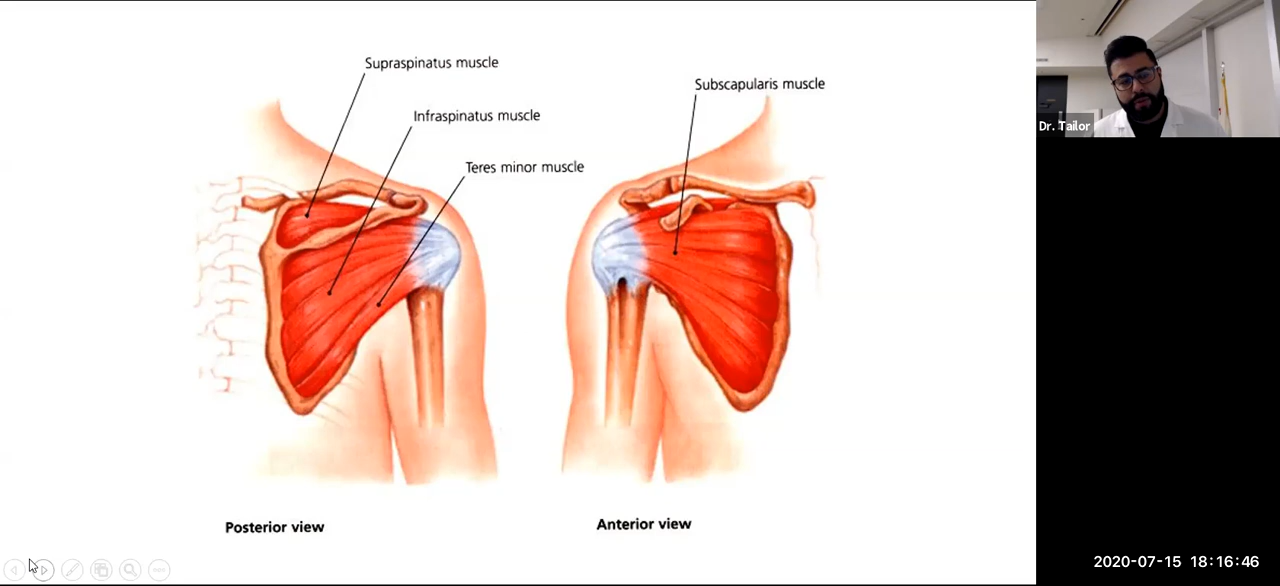 Supraspinatus muscle
Subscapularis muscle
Infraspinatus muscle
Teres minor muscle
Dr. Tailor
Posterior view
Anterior view
2020-07-15 18:16:46